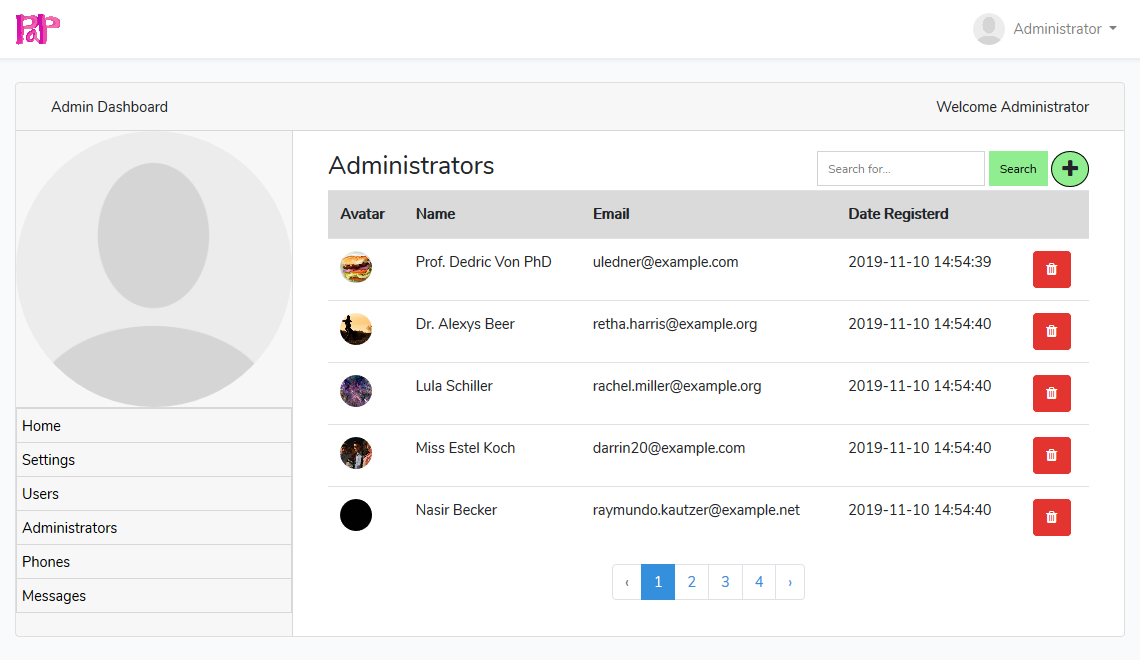 PaP
Administrator
Admin Dashboard
Welcome Administrator
Administrators
Search for...
Search
Avatar Name Email Date Registerd
Prof. Dedric Von PhD uledner@example.com 2019-11-10 14:54:39
Dr. Alexys Beer retha.harris@example.org 2019-11-10 14:54:40
Lula Schiller rachel.miller@example.org 2019-11-10 14:54:40
Miss Estel Koch darrin20@example.com 2019-11-10 14:54:40
Nasir Becker raymundo.kautzer@example.net 2019-11-10 14:54:40
‹ 1 2 3 4 ›
Home
Settings
Users
Administrators
Phones
Messages